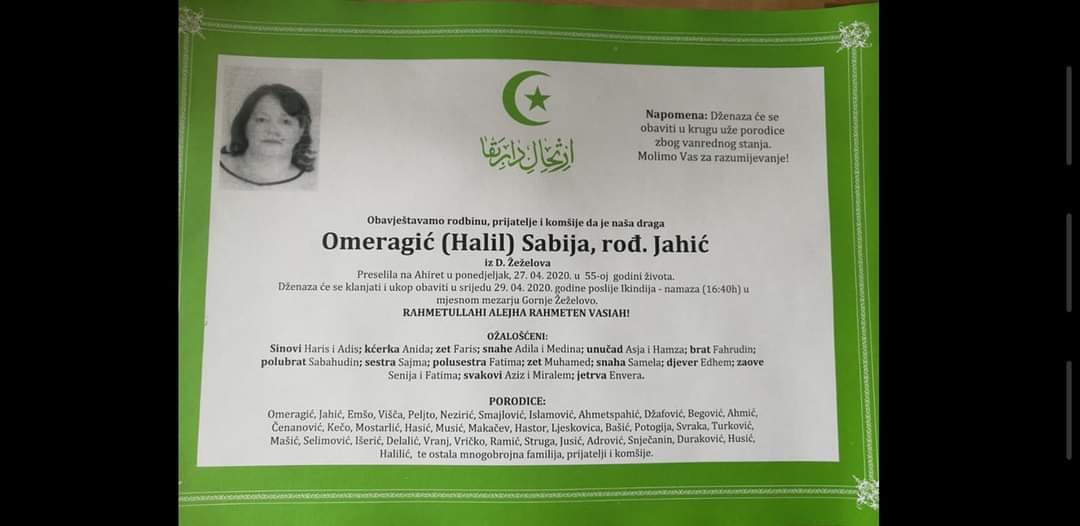 ارتحال دار بقا
Napomena: Dženaza će se
obaviti u krugu uže porodice
zbog vanrednog stanja.
Molimo Vas za razumijevanje!
Obavještavamo rodbinu, prijatelje i komšije da je naša draga
Omeragić (Halil) Sabija, rođ. Jahić
iz D. Žeželova
Preselila na Ahiret u ponedjeljak, 27. 04. 2020. u 55-oj godini života.
Dženaza će se klanjati i ukop obaviti u srijedu 29. 04. 2020. godine poslije Ikindija - namaza (16:40h) u
mjesnom mezarju Gornje Žeželovo.
RAHMETULLAHI ALEJHA RAHMETEN VASIAH!
OŽALOŠĆENI:
Sinovi Haris i Adis; kćerka Anida; zet Faris; snahe Adila i Medina; unučad Asja i Hamza; brat Fahrudin;
polubrat Sabahudin; sestra Sajma; polusestra Fatima; zet Muhamed; snaha Samela; djever Edhem; zaove
Senija i Fatima; svakovi Aziz i Miralem; jetrva Envera.
PORODICE:
Omeragić, Jahić, Emšo, Višča, Peljto, Nezirić, Smajlović, Islamović, Ahmetspahić, Džafović, Begović, Ahmić,
Čenanović, Kečo, Mostarlić, Hasić, Musić, Makačev, Hastor, Ljeskovica, Bašić, Potogija, Svraka, Turković,
Mašić, Selimović, Išerić, Delalić, Vranj, Vričko, Ramić, Struga, Jusić, Adrović, Snječanin, Duraković, Husić,
Halilić, te ostala mnogobrojna familija, prijatelji i komšije.